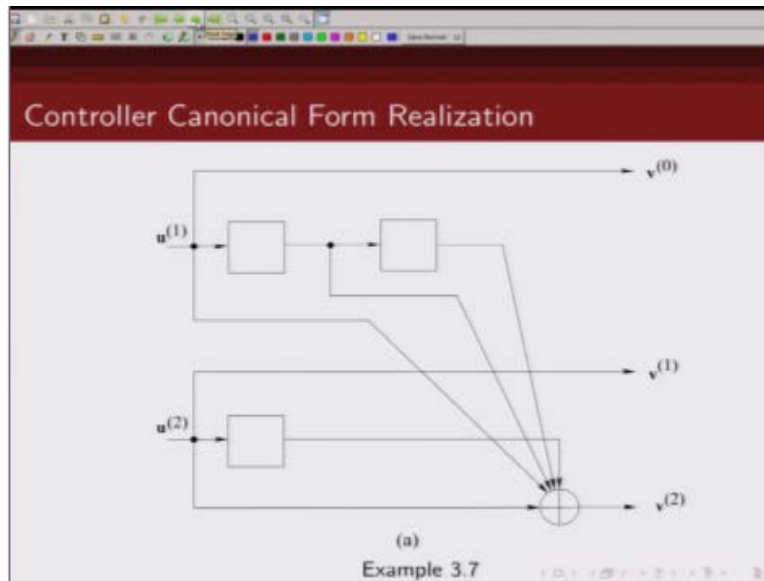 Controller Canonical Form Realization
v(0)
u(1)
v(1)
u(2)
v(2)
(a)
Example 3.7